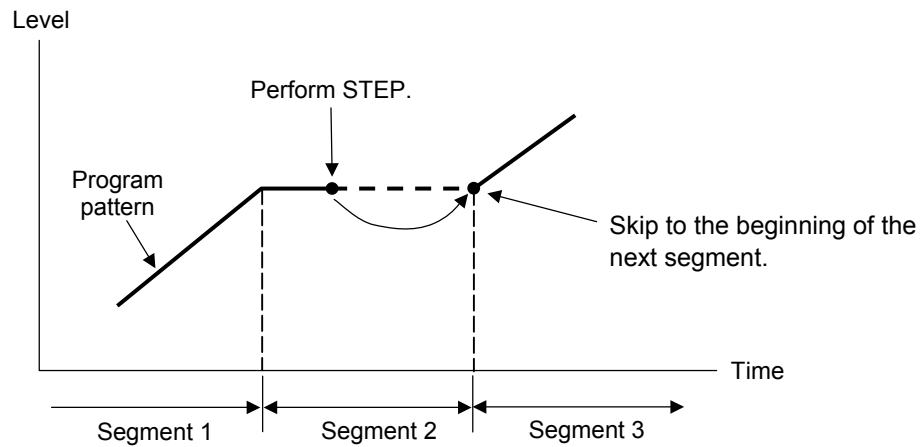 Level
Perform STEP.
Program
pattern
Skip to the beginning of the
next segment.
Time
Segment 1
Segment 2
Segment 3